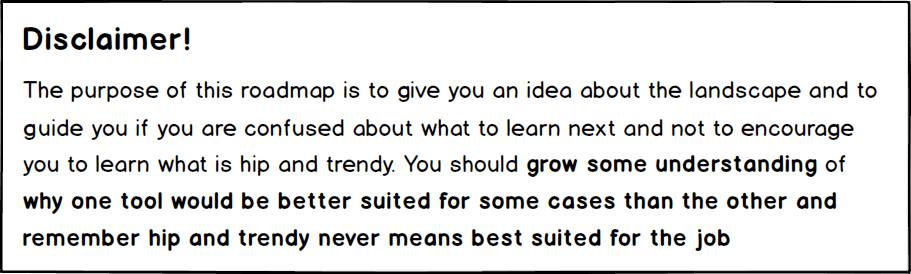 Disclaimer!
The purpose of this roadmap is to give you an idea about the landscape and to
guide you if you are confused about what to learn next and not to encourage
you to learn what is hip and trendy. You should grow some understanding of
why one tool would be better suited for some cases than the other and
remember hip and trendy never means best suited for the job